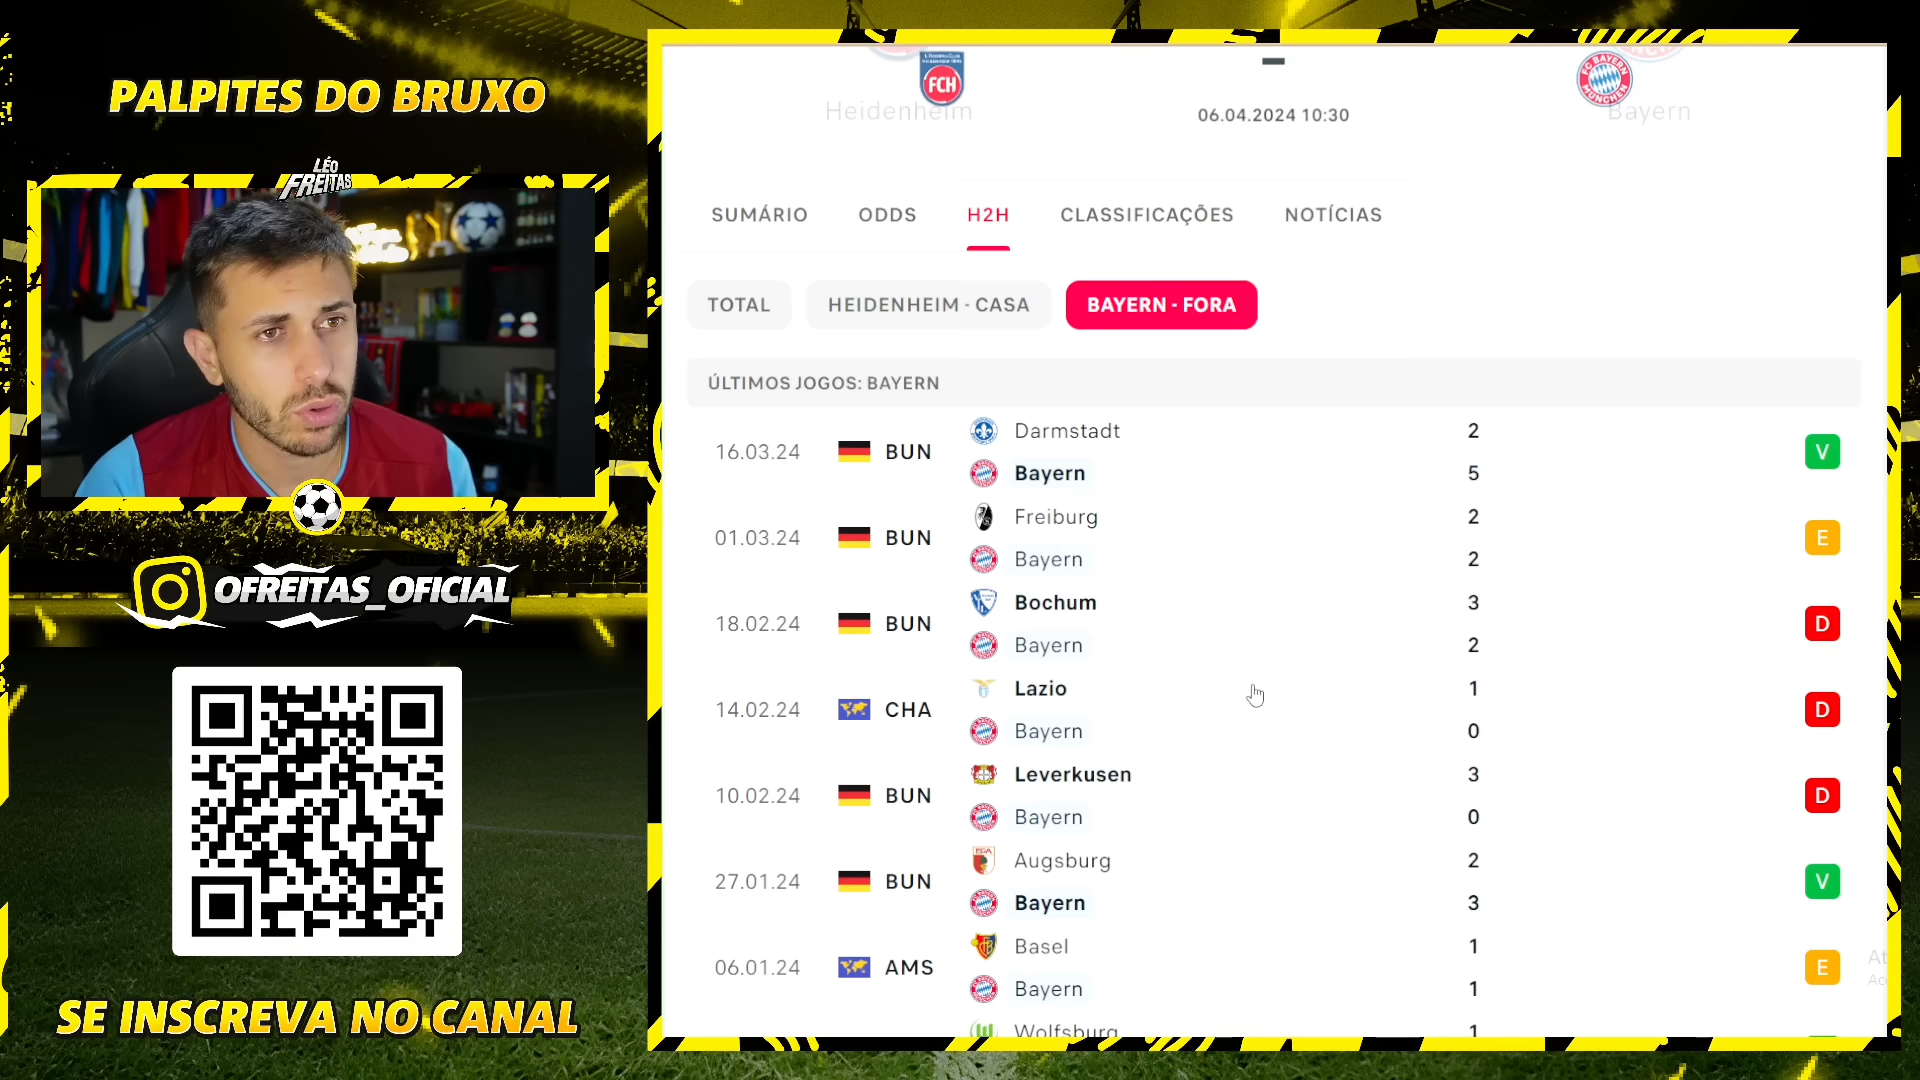 PALPITES DO BRUXO
LÉO
FREITAS
OFREITAS_OFICIAL
SE INSCREVA NO CANAL
FCH
Heidenheim
06.04.2024 10:30
Bayern
SUMÁRIO
ODDS
H2H
CLASSIFICAÇÕES
NOTÍCIAS
TOTAL
HEIDENHEIM - CASA
BAYERN - FORA
ÚLTIMOS JOGOS: BAYERN
16.03.24 BUN Darmstadt 2 V
Bayern 5
01.03.24 BUN Freiburg 2 E
Bayern 2
18.02.24 BUN Bochum 3 D
Bayern 2
14.02.24 CHA Lazio 1 D
Bayern 0
10.02.24 BUN Leverkusen 3 D
Bayern 0
27.01.24 BUN Augsburg 2 V
Bayern 3
06.01.24 AMS Basel 1 E
Bayern 1
Wolfsburg 1